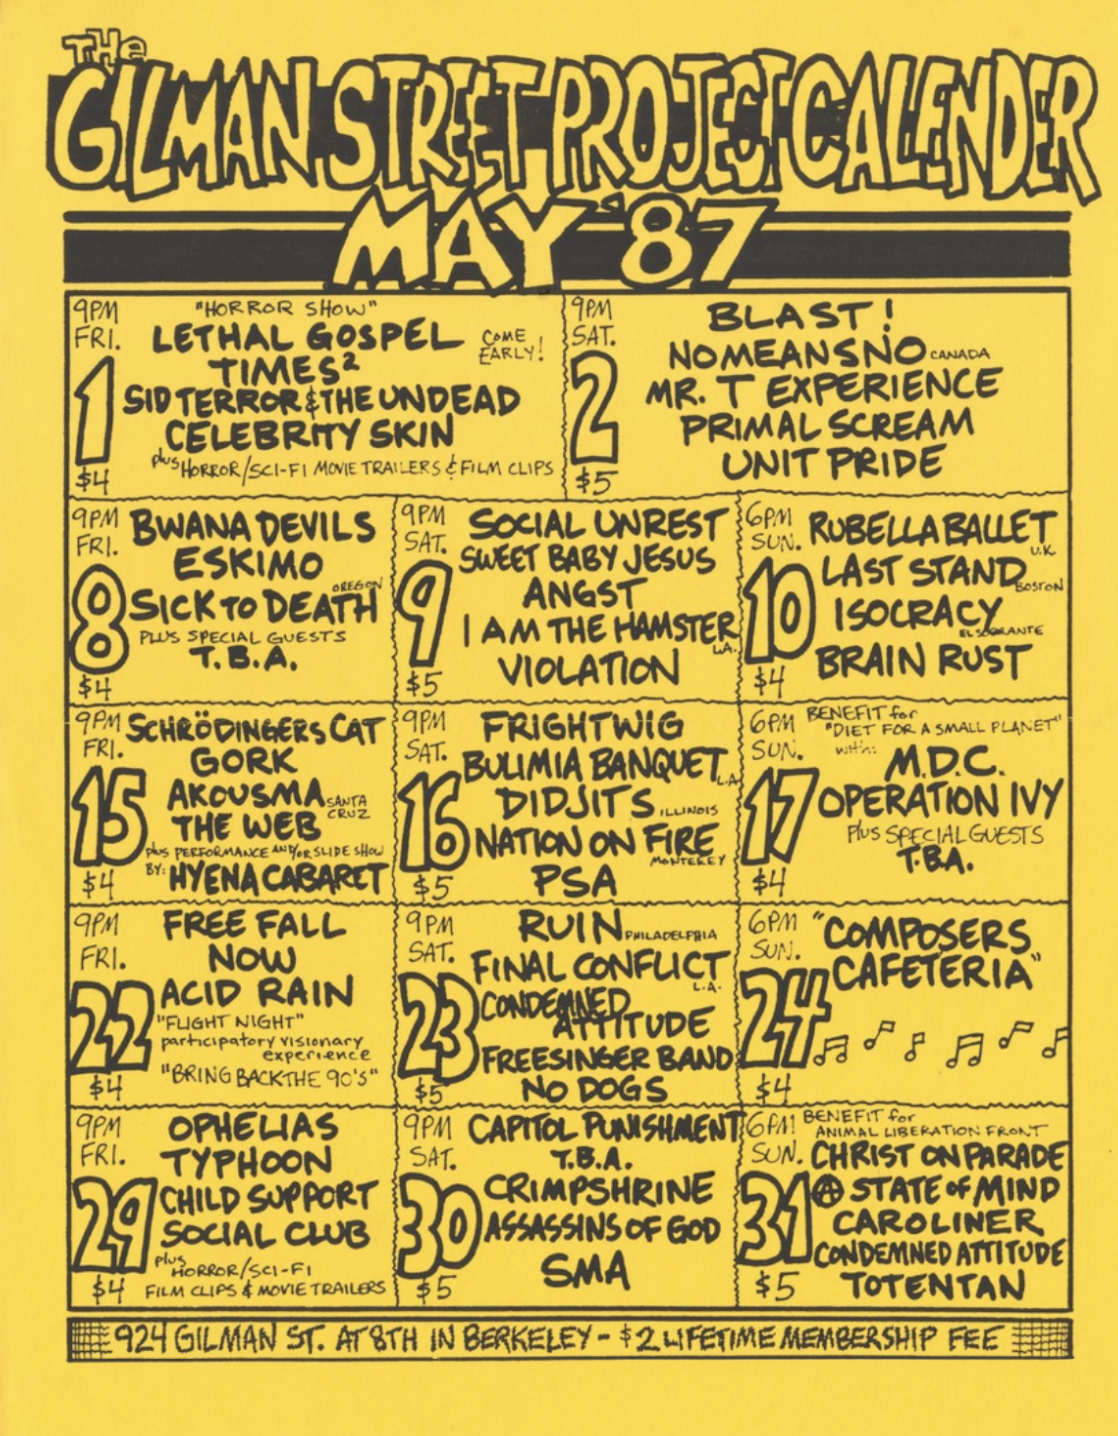 THe
GILMAN STREET PROJECT CALENDER
MAY '87
9PM
FRI.
1
$4
"HORROR SHOW"
LETHAL GOSPEL
COME
EARLY!
TIMES²
SID TERROR & THE UNDEAD
CELEBRITY SKIN
plus HORROR/SCI-FI MOVIE TRAILERS & FILM CLIPS
9PM
SAT.
2
$5
BLAST!
NOMEANSNO CANADA
MR. T EXPERIENCE
PRIMAL SCREAM
UNIT PRIDE
9PM
FRI.
8
$4
BWANA DEVILS
ESKIMO
OREGON
SICK TO DEATH
PLUS SPECIAL GUESTS
T.B.A.
9PM
SAT.
9
$5
SOCIAL UNREST
SWEET BABY JESUS
ANGST
I AM THE HAMSTER
L.A.
VIOLATION
6PM
SUN.
10
$4
RUBELLA BALLET
U.K
LAST STAND BOSTON
ISOCRACY
EL SOBRANTE
BRAIN RUST
9PM
FRI.
15
$4
SCHRÖDINGERS CAT
GORK
AKOUSMA SANTA
CRUZ
THE WEB
plus PERFORMANCE AND/OR SLIDE SHOW
BY: HYENA CABARET
9PM
SAT.
16
$5
FRIGHTWIG
BULIMIA BANQUET L.A.
DIDJITS ILLINOIS
NATION ON FIRE
MONTEREY
PSA
6PM
SUN.
17
$4
BENEFIT for
"DIET FOR A SMALL PLANET"
with:
M.D.C.
OPERATION IVY
Plus SPECIAL GUESTS
T.B.A.
9PM
FRI.
22
$4
FREE FALL
NOW
ACID RAIN
"FLIGHT NIGHT"
participatory visionary
experience
"BRING BACK THE 90'S"
9PM
SAT.
23
$5
RUIN PHILADELPHIA
FINAL CONFLICT
L.A.
CONDEMNED
ATTITUDE
FREESINGER BAND
NO DOGS
6PM
SUN.
24
$4
"COMPOSERS
CAFETERIA"
9PM
FRI.
29
$4
OPHELIAS
TYPHOON
CHILD SUPPORT
SOCIAL CLUB
plus
HORROR/SCI-FI
FILM CLIPS & MOVIE TRAILERS
9PM
SAT.
30
$5
CAPITOL PUNISHMENT
T.B.A.
CRIMPSHRINE
ASSASSINS OF GOD
SMA
6PM
SUN.
31
$5
BENEFIT for
ANIMAL LIBERATION FRONT
CHRIST ON PARADE
Ⓐ STATE of MIND
CAROLINER
CONDEMNED ATTITUDE
TOTENTAN
924 GILMAN ST. AT 8TH IN BERKELEY - $2 LIFETIME MEMBERSHIP FEE